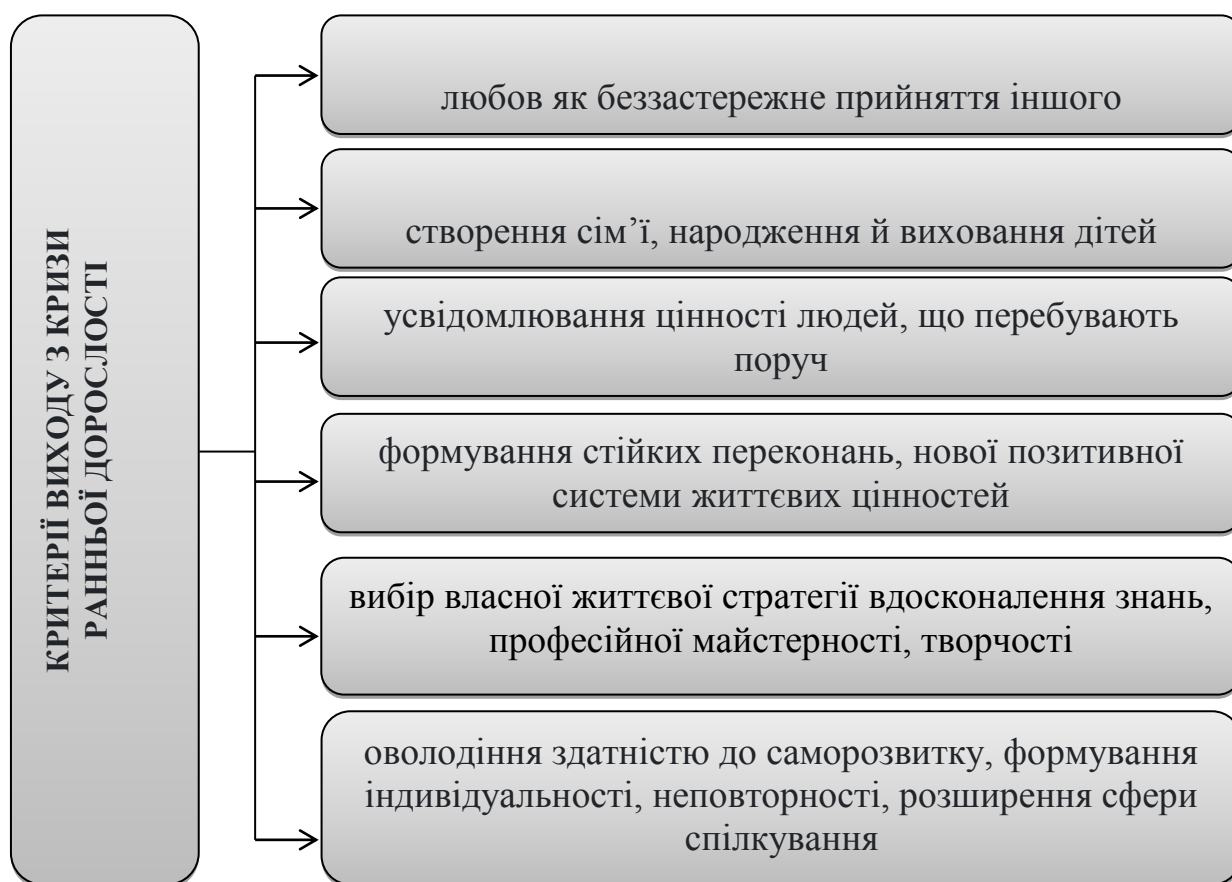 КРИТЕРІЇ ВИХОДУ З КРИЗИ
РАННЬОЇ ДОРОСЛОСТІ
любов як беззастережне прийняття іншого
створення сім’ї, народження й виховання дітей
усвідомлювання цінності людей, що перебувають
поруч
формування стійких переконань, нової позитивної
системи життєвих цінностей
вибір власної життєвої стратегії вдосконалення знань,
професійної майстерності, творчості
оволодіння здатністю до саморозвитку, формування
індивідуальності, неповторності, розширення сфери
спілкування